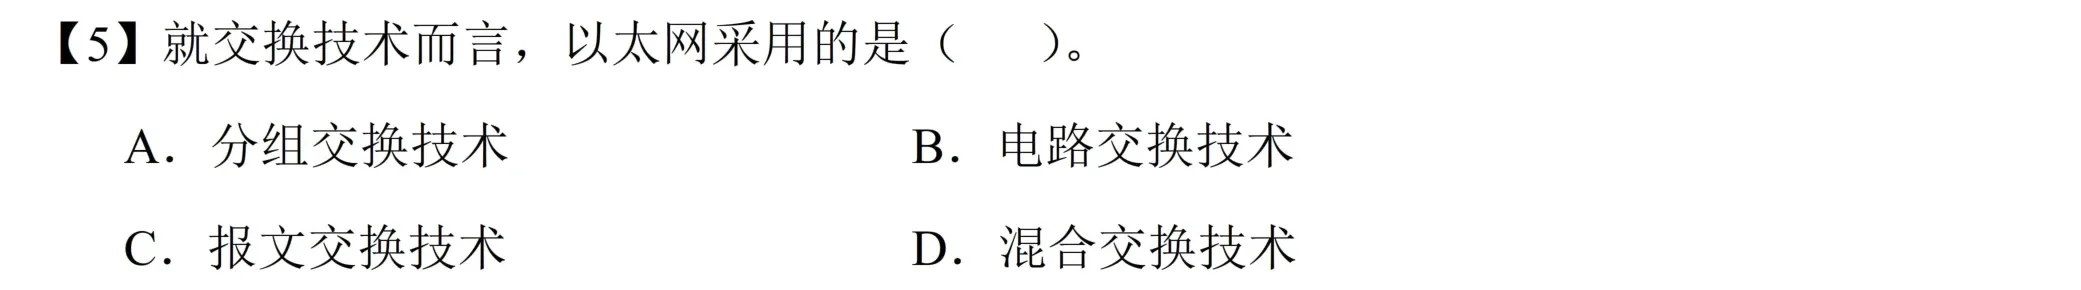 【5】就交换技术而言，以太网采用的是（　　）。
A．分组交换技术　　B．电路交换技术
C．报文交换技术　　D．混合交换技术